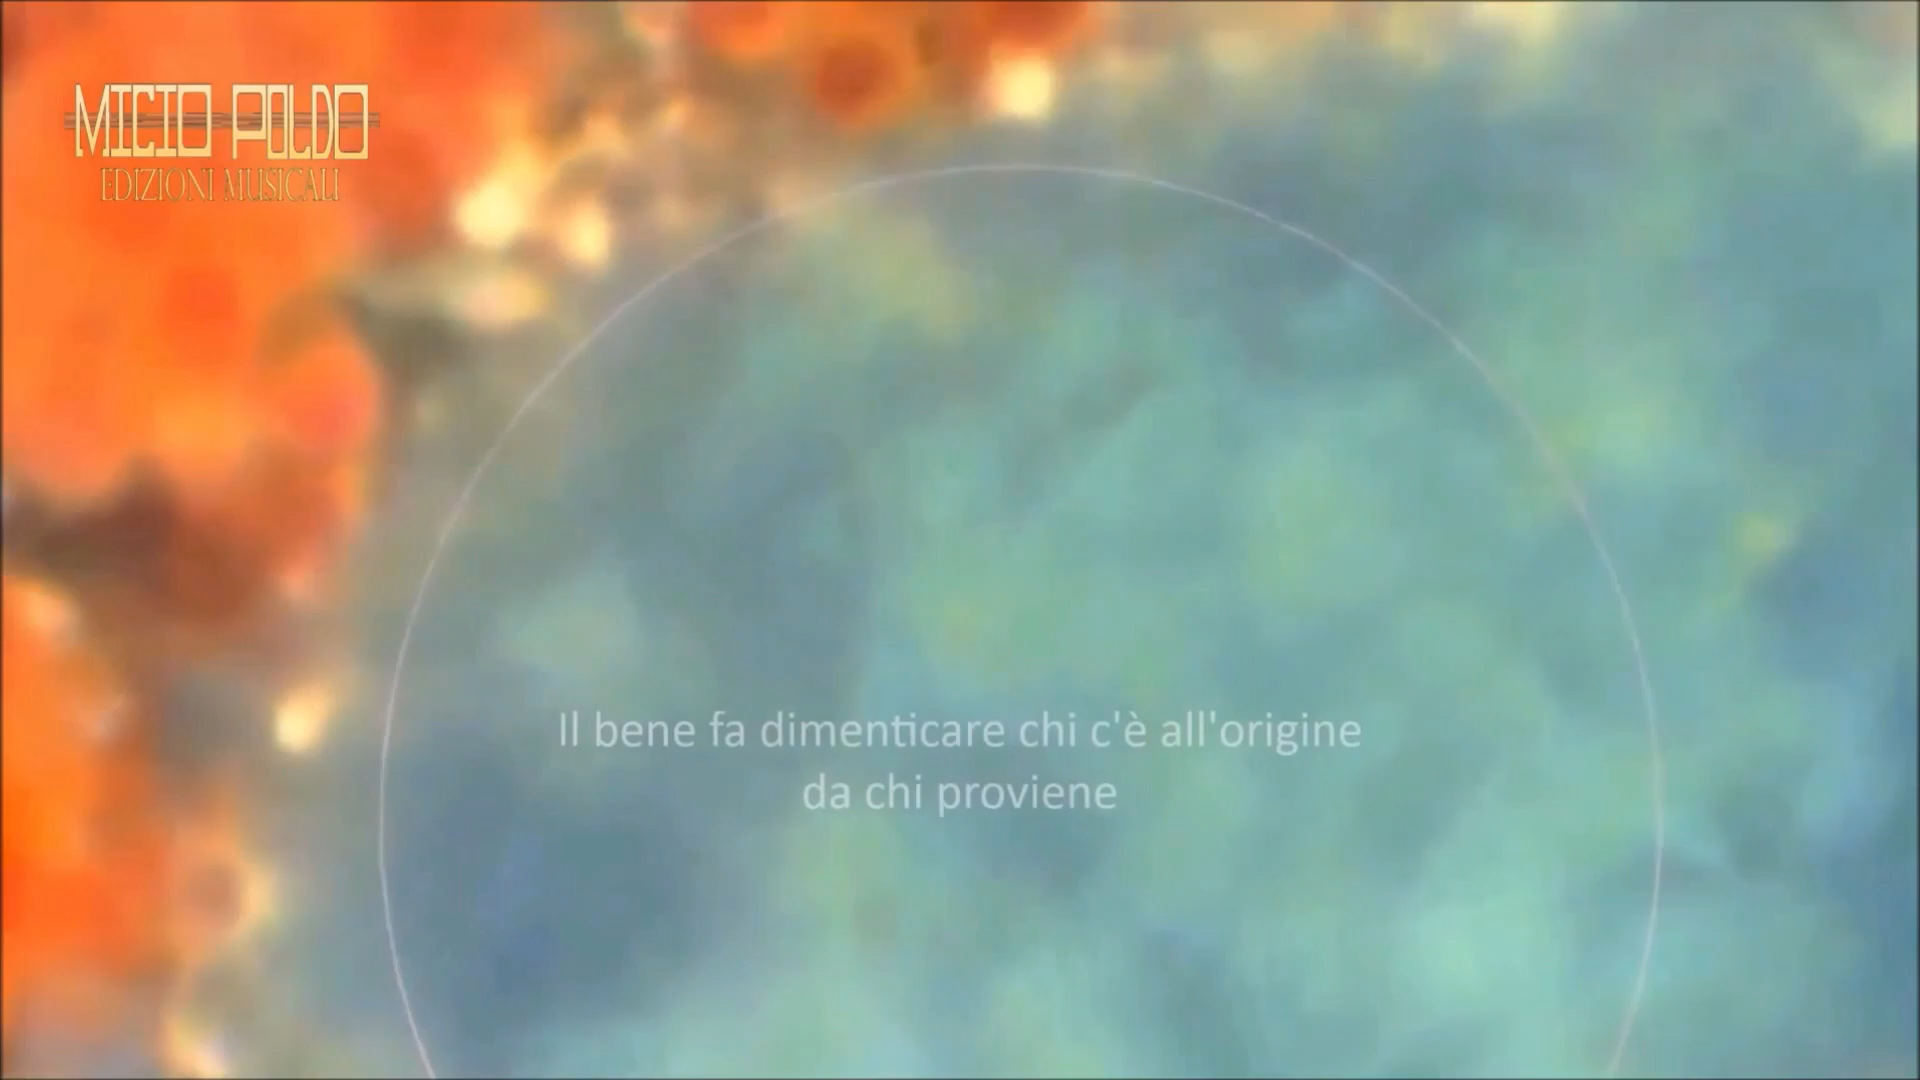 MICIO POLDO
EDIZIONI MUSICALI
Il bene fa dimenticare chi c'è all'origine
da chi proviene